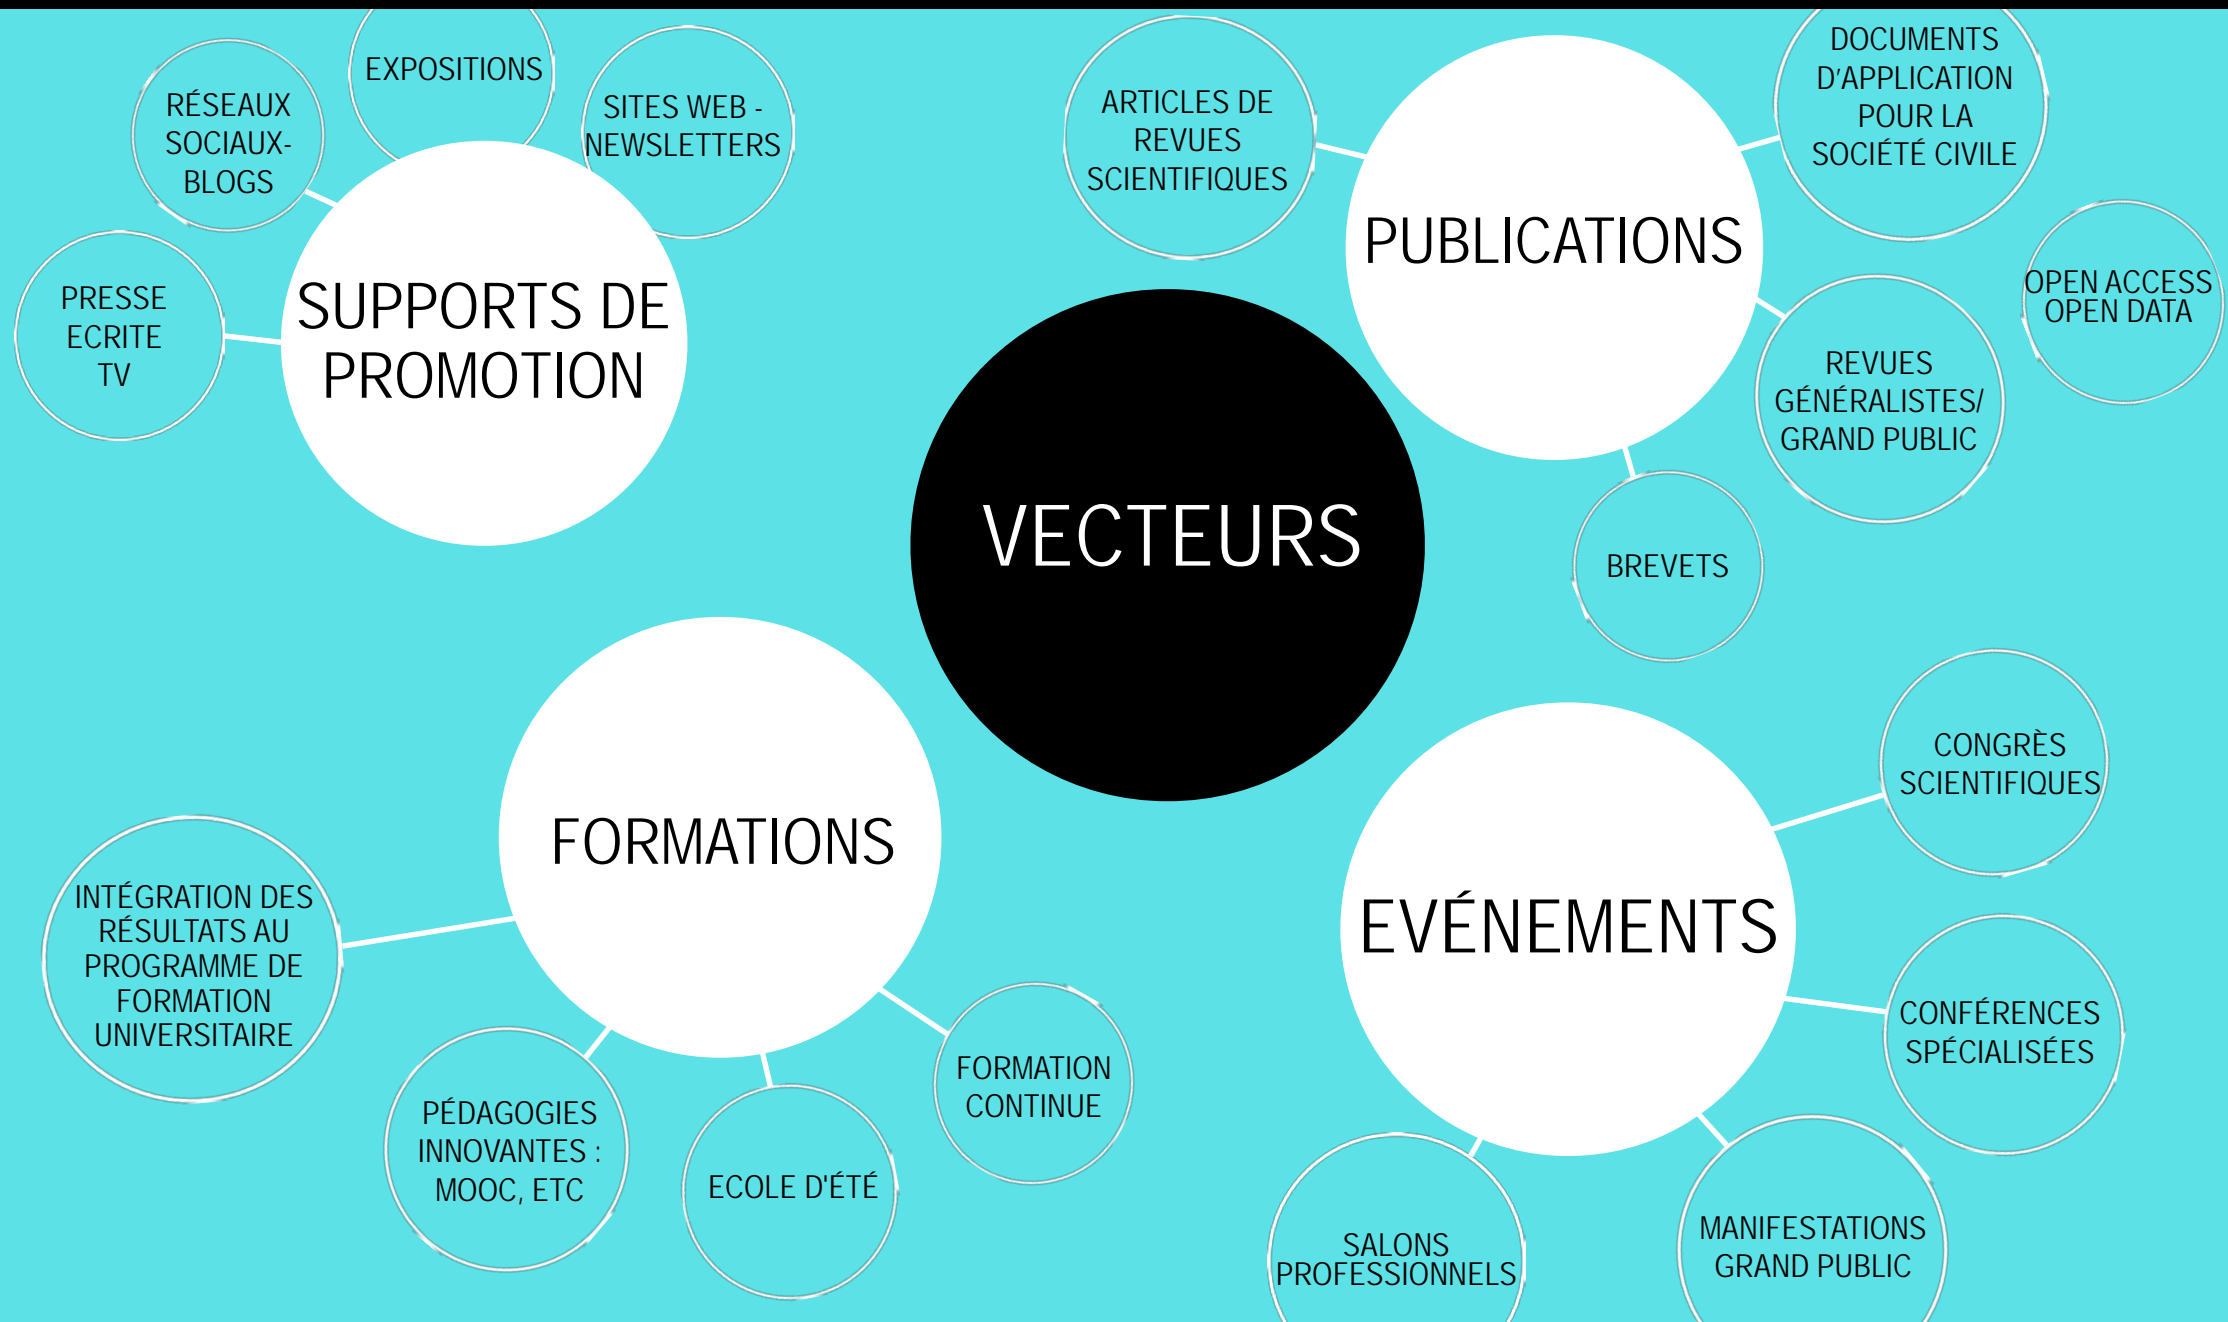 EXPOSITIONS
RÉSEAUX
SOCIAUX-
BLOGS
SITES WEB -
NEWSLETTERS
PRESSE
ECRITE
TV
SUPPORTS DE
PROMOTION
ARTICLES DE
REVUES
SCIENTIFIQUES
PUBLICATIONS
DOCUMENTS
D'APPLICATION
POUR LA
SOCIÉTÉ CIVILE
OPEN ACCESS
OPEN DATA
REVUES
GÉNÉRALISTES/
GRAND PUBLIC
BREVETS
VECTEURS
FORMATIONS
INTÉGRATION DES
RÉSULTATS AU
PROGRAMME DE
FORMATION
UNIVERSITAIRE
PÉDAGOGIES
INNOVANTES :
MOOC, ETC
ECOLE D'ÉTÉ
FORMATION
CONTINUE
EVÉNEMENTS
CONGRÈS
SCIENTIFIQUES
CONFÉRENCES
SPÉCIALISÉES
MANIFESTATIONS
GRAND PUBLIC
SALONS
PROFESSIONNELS